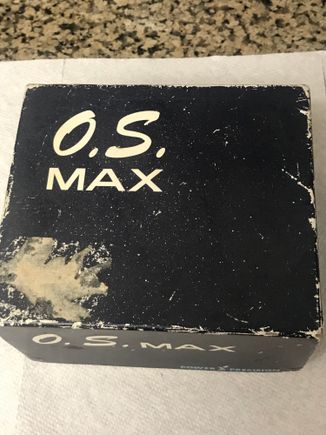 O.S.
MAX
O. S. MAX
POWER & PRECISION